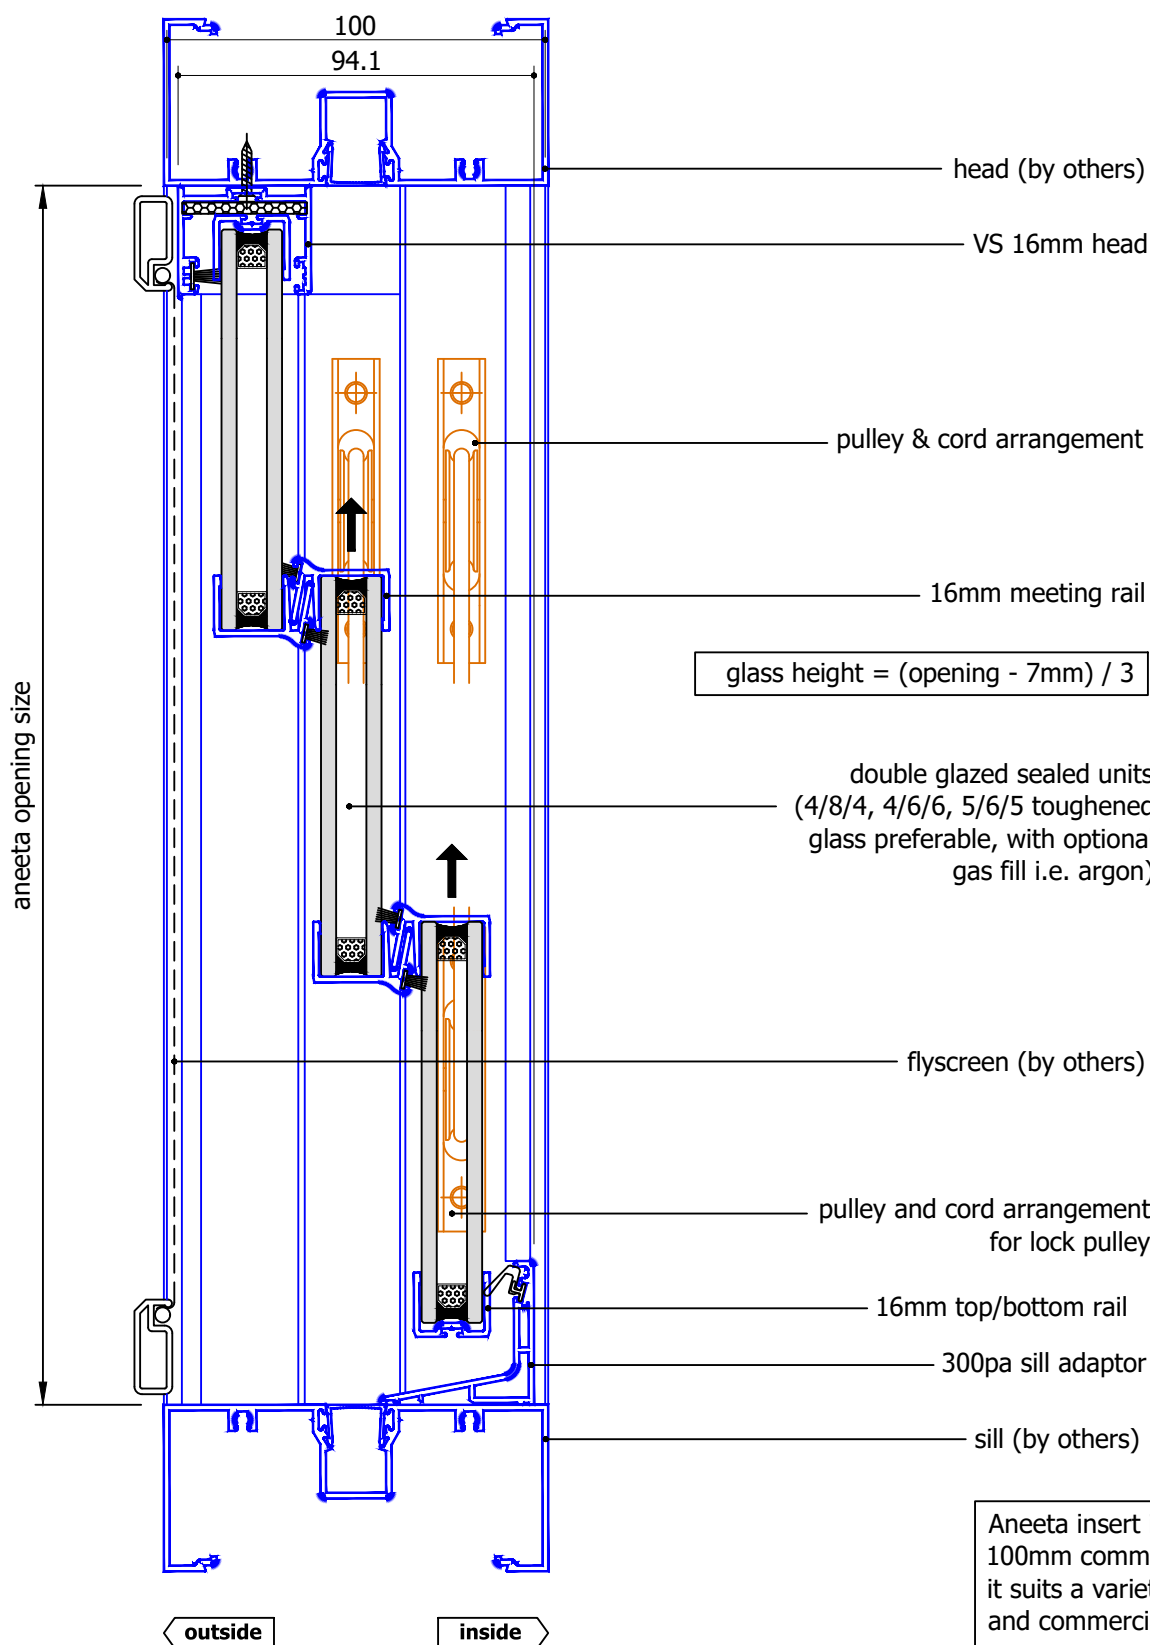 100
94.1
head (by others)
VS 16mm head
pulley & cord arrangement
16mm meeting rail
glass height = (opening - 7mm) / 3
aneeta opening size
double glazed sealed units
(4/8/4, 4/6/6, 5/6/5 toughened
glass preferable, with optiona
gas fill i.e. argon)
flyscreen (by others)
pulley and cord arrangement
for lock pulley
16mm top/bottom rail
300pa sill adaptor
sill (by others)
Aneeta insert
100mm comm
it suits a variet
and commerci
outside
inside